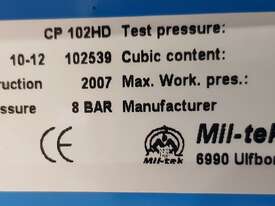 CP 102HD Test pressure:
10-12 102539 Cubic content:
ruction 2007 Max. Work. pres.:
essure 8 BAR Manufacturer
CE Mil-tek Mil-tek
6990 Ulfbor